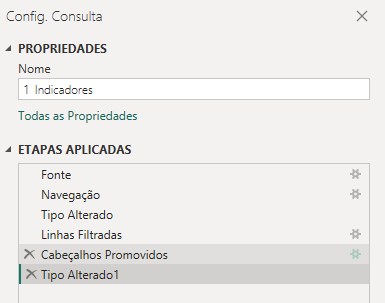 Config. Consulta
PROPRIEDADES
Nome
1 Indicadores
Todas as Propriedades
ETAPAS APLICADAS
Fonte
Navegação
Tipo Alterado
Linhas Filtradas
Cabeçalhos Promovidos
Tipo Alterado1